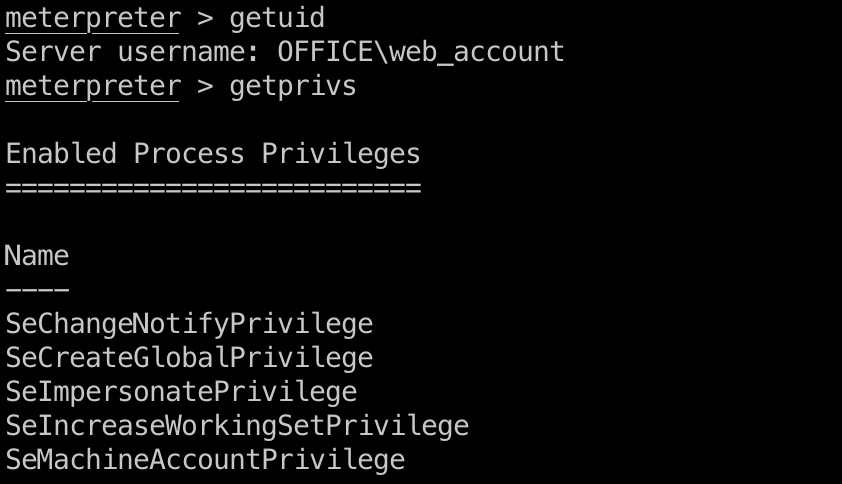 meterpreter > getuid
Server username: OFFICE\web_account
meterpreter > getprivs
Enabled Process Privileges
==========================
Name
----
SeChangeNotifyPrivilege
SeCreateGlobalPrivilege
SeImpersonatePrivilege
SeIncreaseWorkingSetPrivilege
SeMachineAccountPrivilege